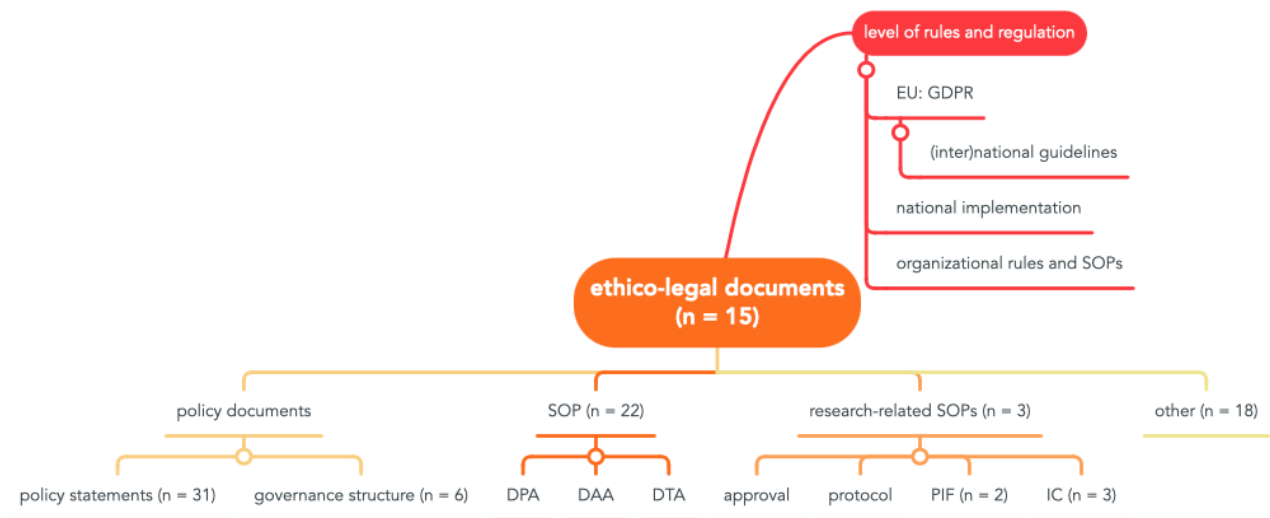 level of rules and regulation
EU: GDPR
(inter)national guidelines
national implementation
organizational rules and SOPs
ethico-legal documents
(n = 15)
policy documents
SOP (n = 22)
research-related SOPs (n = 3)
other (n = 18)
policy statements (n = 31)
governance structure (n = 6)
DPA
DAA
DTA
approval
protocol
PIF (n = 2)
IC (n = 3)